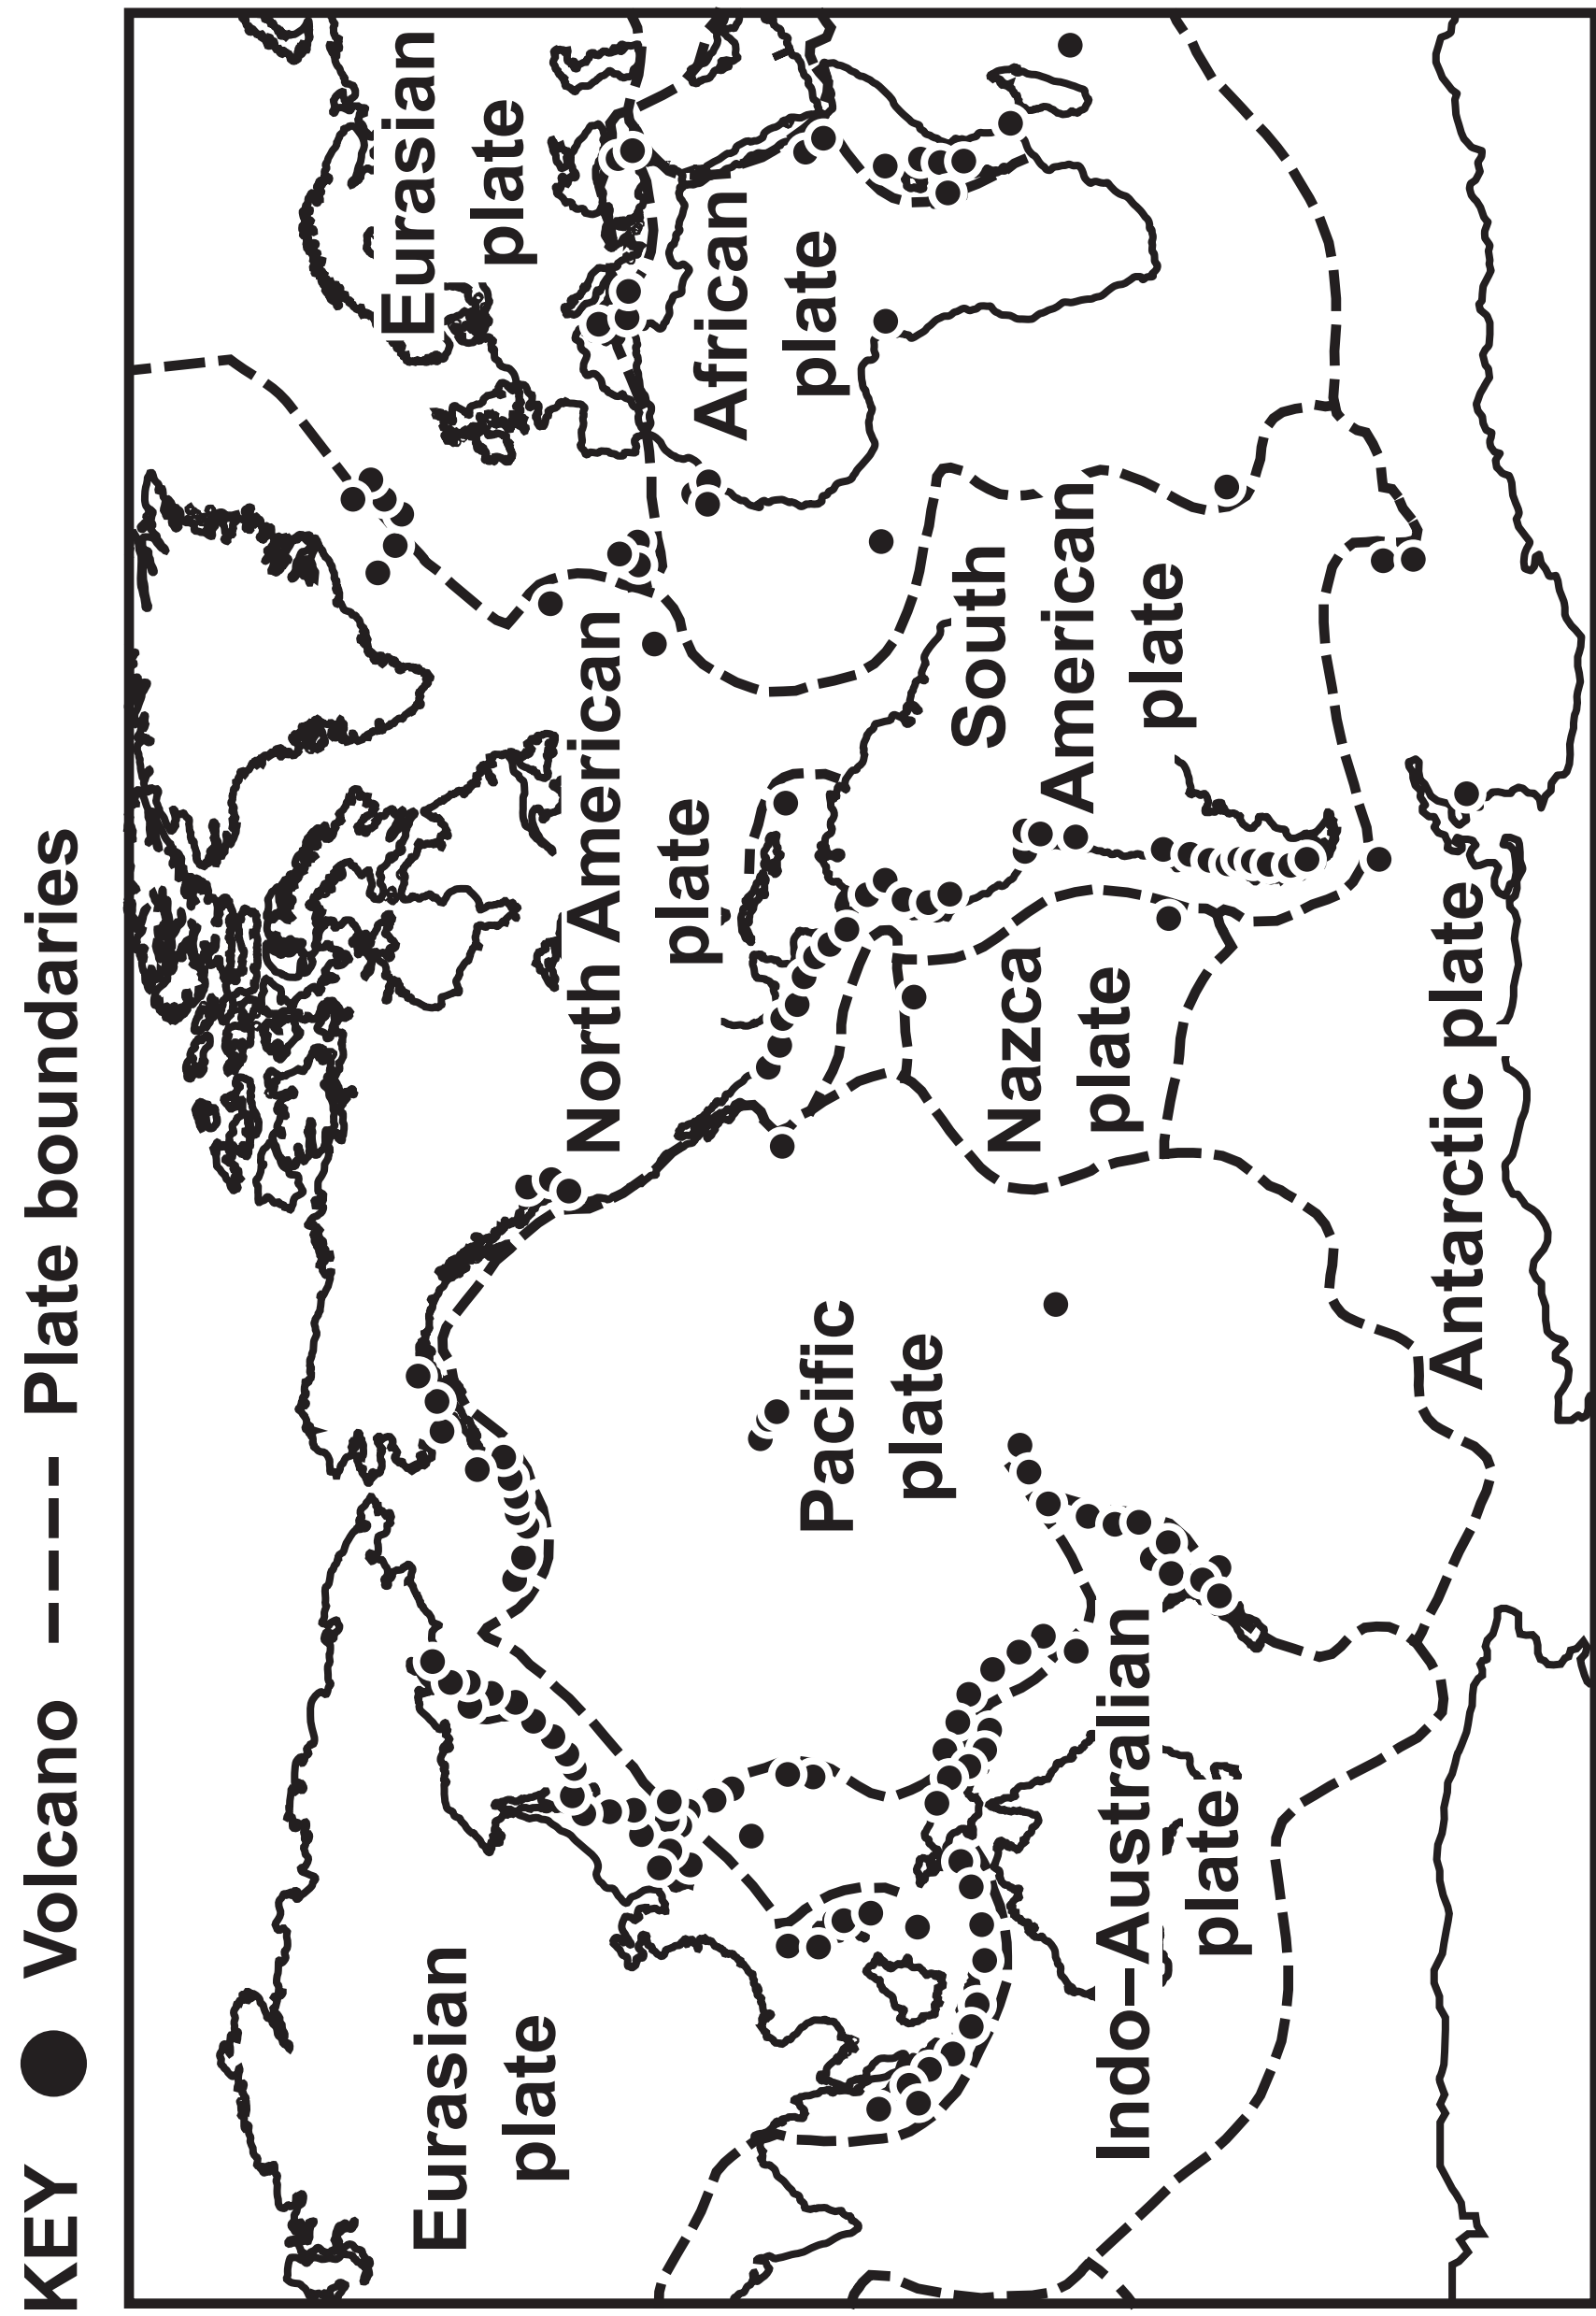 KEY Volcano Plate boundaries
Eurasian
plate
North American
plate
Eurasian
plate
African
plate
Pacific
plate
Nazca
plate
South
American
plate
Indo–Australian
plate
Antarctic plate